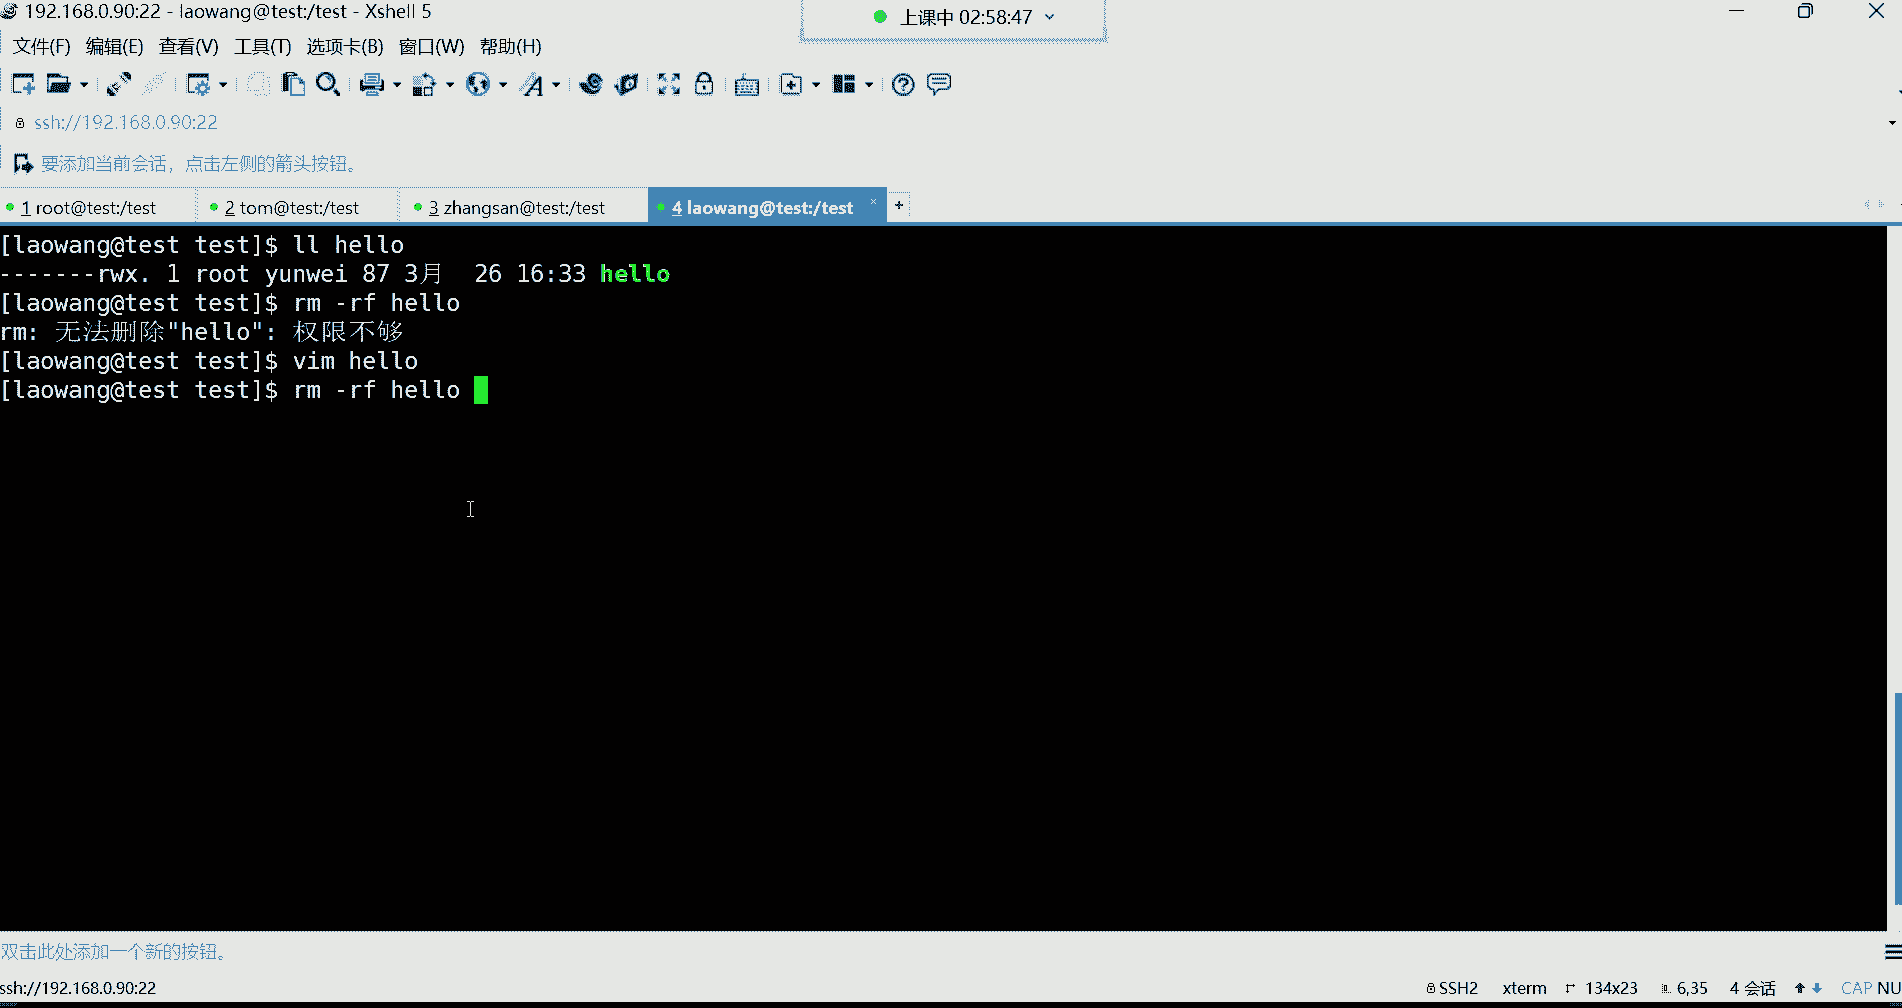 192.168.0.90:22 - laowang@test:/test - Xshell 5
上课中 02:58:47
文件(F) 编辑(E) 查看(V) 工具(T) 选项卡(B) 窗口(W) 帮助(H)
ssh://192.168.0.90:22
要添加当前会话，点击左侧的箭头按钮。
1 root@test:/test 2 tom@test:/test 3 zhangsan@test:/test 4 laowang@test:/test × +
[laowang@test test]$ ll hello
-------rwx. 1 root yunwei 87 3月  26 16:33 hello
[laowang@test test]$ rm -rf hello
rm: 无法删除"hello": 权限不够
[laowang@test test]$ vim hello
[laowang@test test]$ rm -rf hello
双击此处添加一个新的按钮。
ssh://192.168.0.90:22 SSH2 xterm 134x23 6,35 4 会话 CAP NU